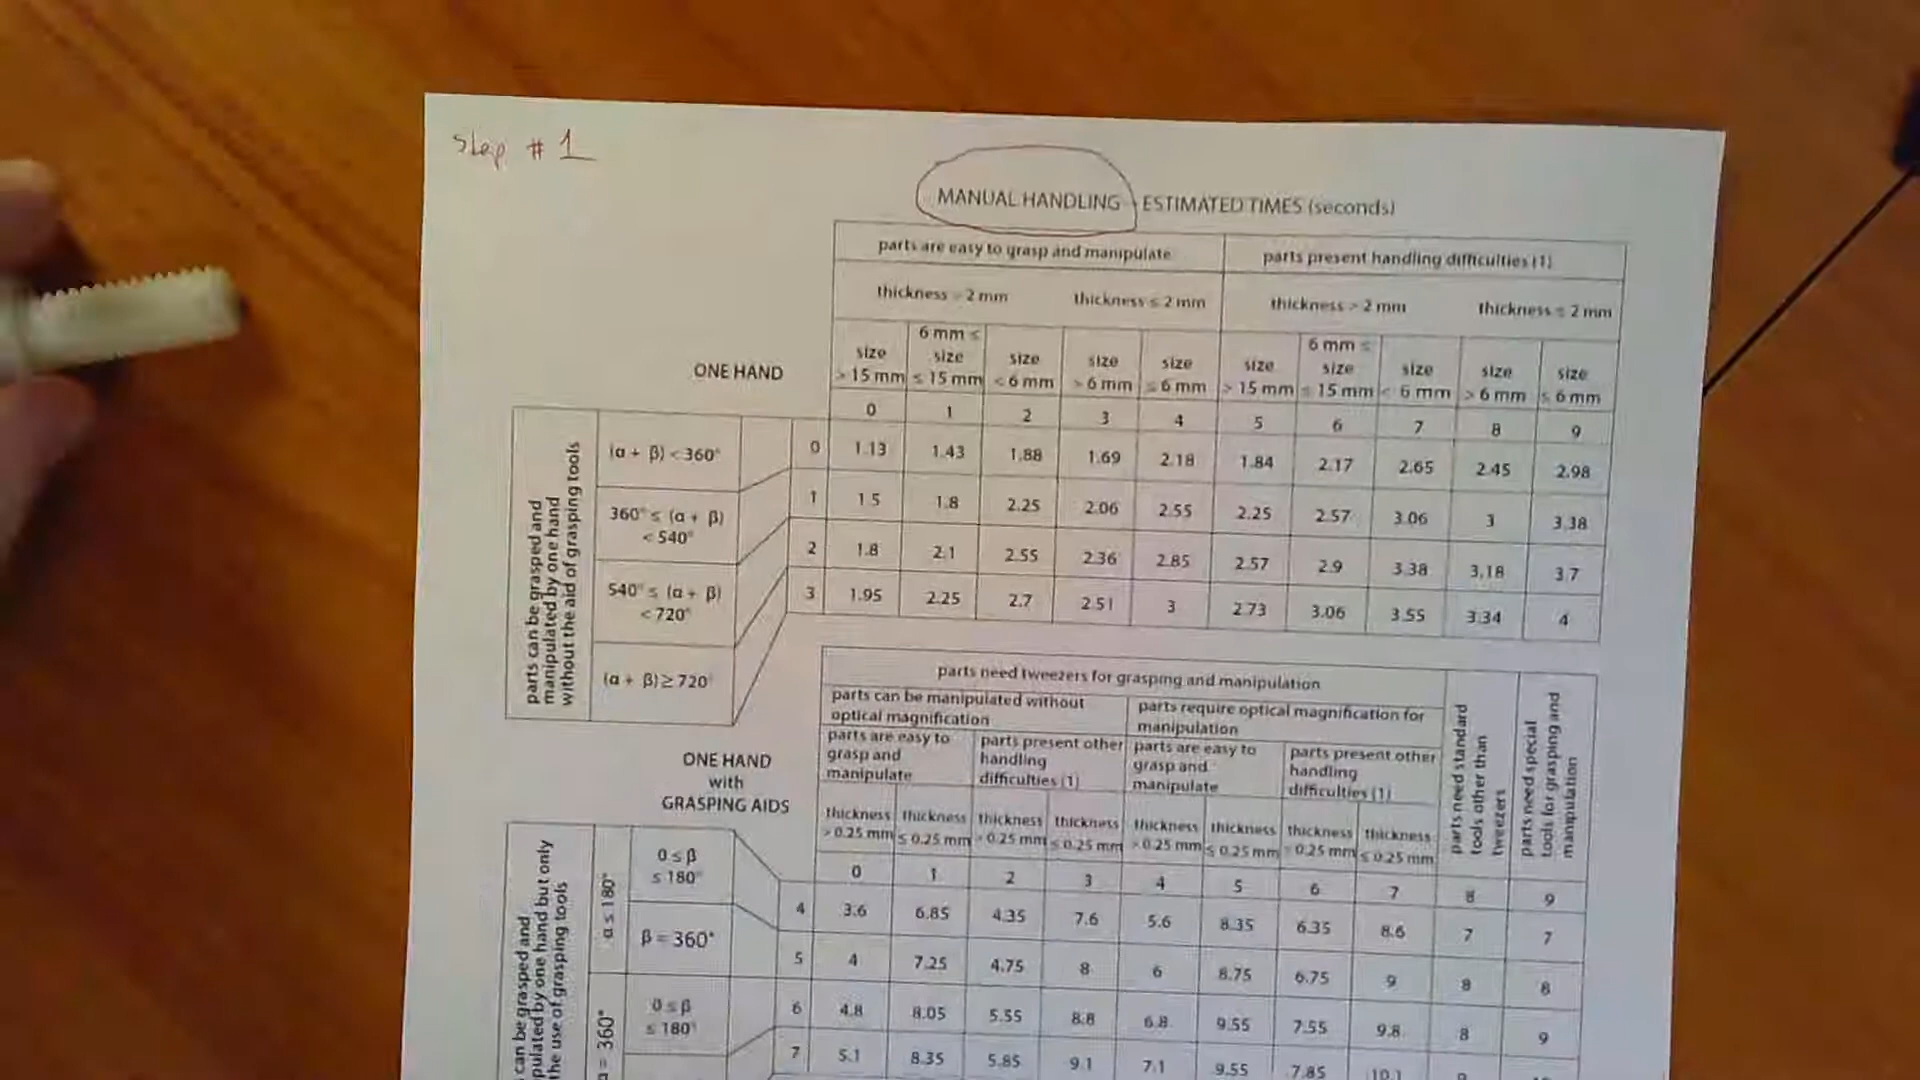 Step # 1
MANUAL HANDLING - ESTIMATED TIMES (seconds)
parts are easy to grasp and manipulate
parts present handling difficulties (1)
thickness > 2 mm
thickness ≤ 2 mm
thickness > 2 mm
thickness ≤ 2 mm
ONE HAND
size > 15 mm
6 mm ≤ size ≤ 15 mm
size < 6 mm
size > 6 mm
size ≤ 6 mm
size > 15 mm
6 mm ≤ size ≤ 15 mm
size < 6 mm
size > 6 mm
size ≤ 6 mm
0 1 2 3 4 5 6 7 8 9
parts can be grasped and
manipulated by one hand
without the aid of grasping tools
(α + β) < 360°
360° ≤ (α + β)
< 540°
540° ≤ (α + β)
< 720°
(α + β) ≥ 720°
0 1.13 1.43 1.88 1.69 2.18 1.84 2.17 2.65 2.45 2.98
1 1.5 1.8 2.25 2.06 2.55 2.25 2.57 3.06 3 3.38
2 1.8 2.1 2.55 2.36 2.85 2.57 2.9 3.38 3.18 3.7
3 1.95 2.25 2.7 2.51 3 2.73 3.06 3.55 3.34 4
parts need tweezers for grasping and manipulation
parts can be manipulated without
optical magnification
parts require optical magnification for
manipulation
parts are easy to
grasp and
manipulate
parts present other
handling
difficulties (1)
parts are easy to
grasp and
manipulate
parts present other
handling
difficulties (1)
parts need standard
tools other than
tweezers
parts need special
tools for grasping and
manipulation
ONE HAND
with
GRASPING AIDS
thickness > 0.25 mm
thickness ≤ 0.25 mm
thickness > 0.25 mm
thickness ≤ 0.25 mm
thickness > 0.25 mm
thickness ≤ 0.25 mm
thickness > 0.25 mm
thickness ≤ 0.25 mm
0 1 2 3 4 5 6 7 8 9
can be grasped and
pulated by one hand but only
the use of grasping tools
α ≤ 180°
0 ≤ β
≤ 180°
β = 360°
= 360°
0 ≤ β
≤ 180°
4 3.6 6.85 4.35 7.6 5.6 8.35 6.35 8.6 7 7
5 4 7.25 4.75 8 6 8.75 6.75 9 8 8
6 4.8 8.05 5.55 8.8 6.8 9.55 7.55 9.8 8 9
7 5.1 8.35 5.85 9.1 7.1 9.55 7.85 10.1